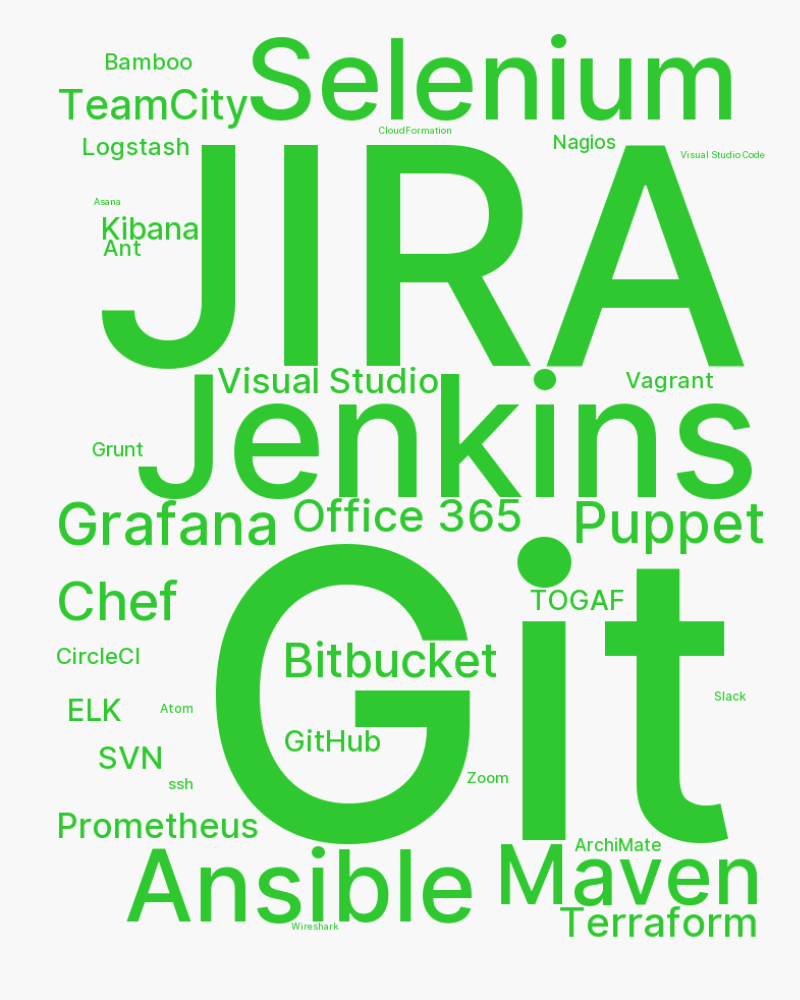 Selenium
Bamboo
TeamCity
CloudFormation
Nagios
Logstash
Visual Studio Code
JIRA
Asana
Kibana
Ant
Visual Studio
Vagrant
Jenkins
Grunt
Grafana
Office 365
Puppet
Git
Chef
TOGAF
CircleCI
Bitbucket
Slack
ELK
Atom
GitHub
SVN
Zoom
ssh
Prometheus
ArchiMate
Ansible
Maven
Terraform
Wireshark